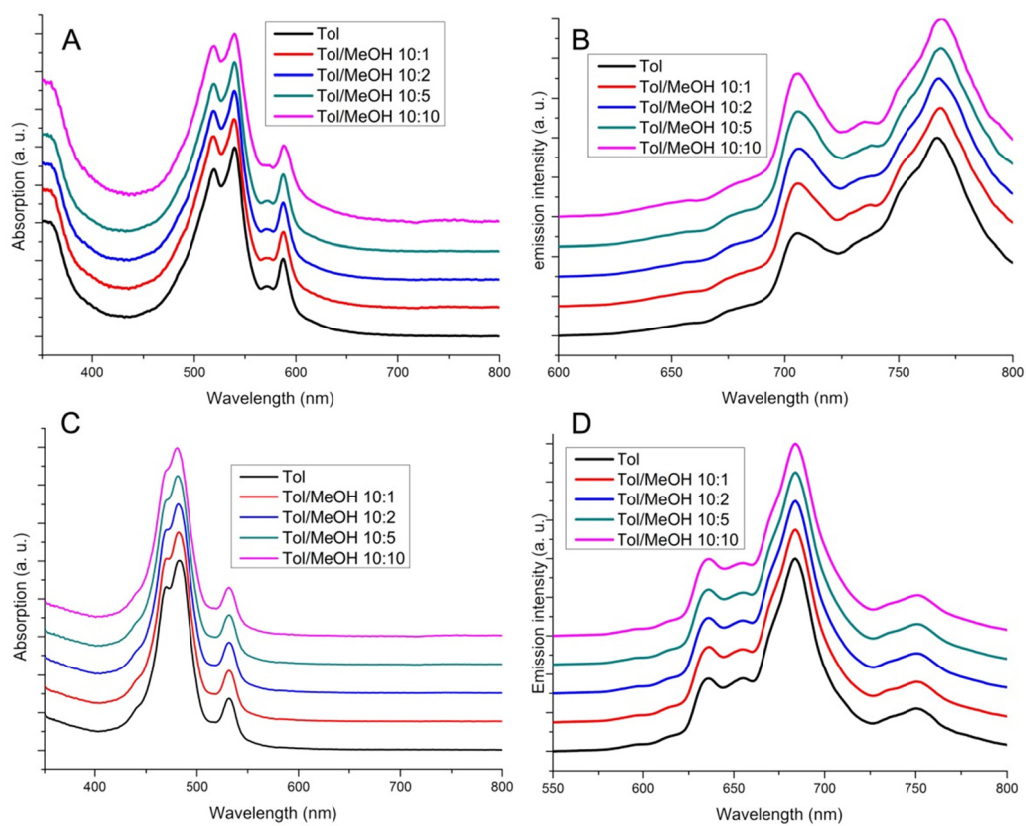 A
Tol
Tol/MeOH 10:1
Tol/MeOH 10:2
Tol/MeOH 10:5
Tol/MeOH 10:10
Absorption (a. u.)
400 500 600 700 800
Wavelength (nm)
B
Tol
Tol/MeOH 10:1
Tol/MeOH 10:2
Tol/MeOH 10:5
Tol/MeOH 10:10
emission intensity (a. u.)
600 650 700 750 800
Wavelength (nm)
C
Tol
Tol/MeOH 10:1
Tol/MeOH 10:2
Tol/MeOH 10:5
Tol/MeOH 10:10
Absorption (a. u.)
400 500 600 700 800
Wavelength (nm)
D
Tol
Tol/MeOH 10:1
Tol/MeOH 10:2
Tol/MeOH 10:5
Tol/MeOH 10:10
Emission intensity (a. u.)
550 600 650 700 750 800
Wavelength (nm)